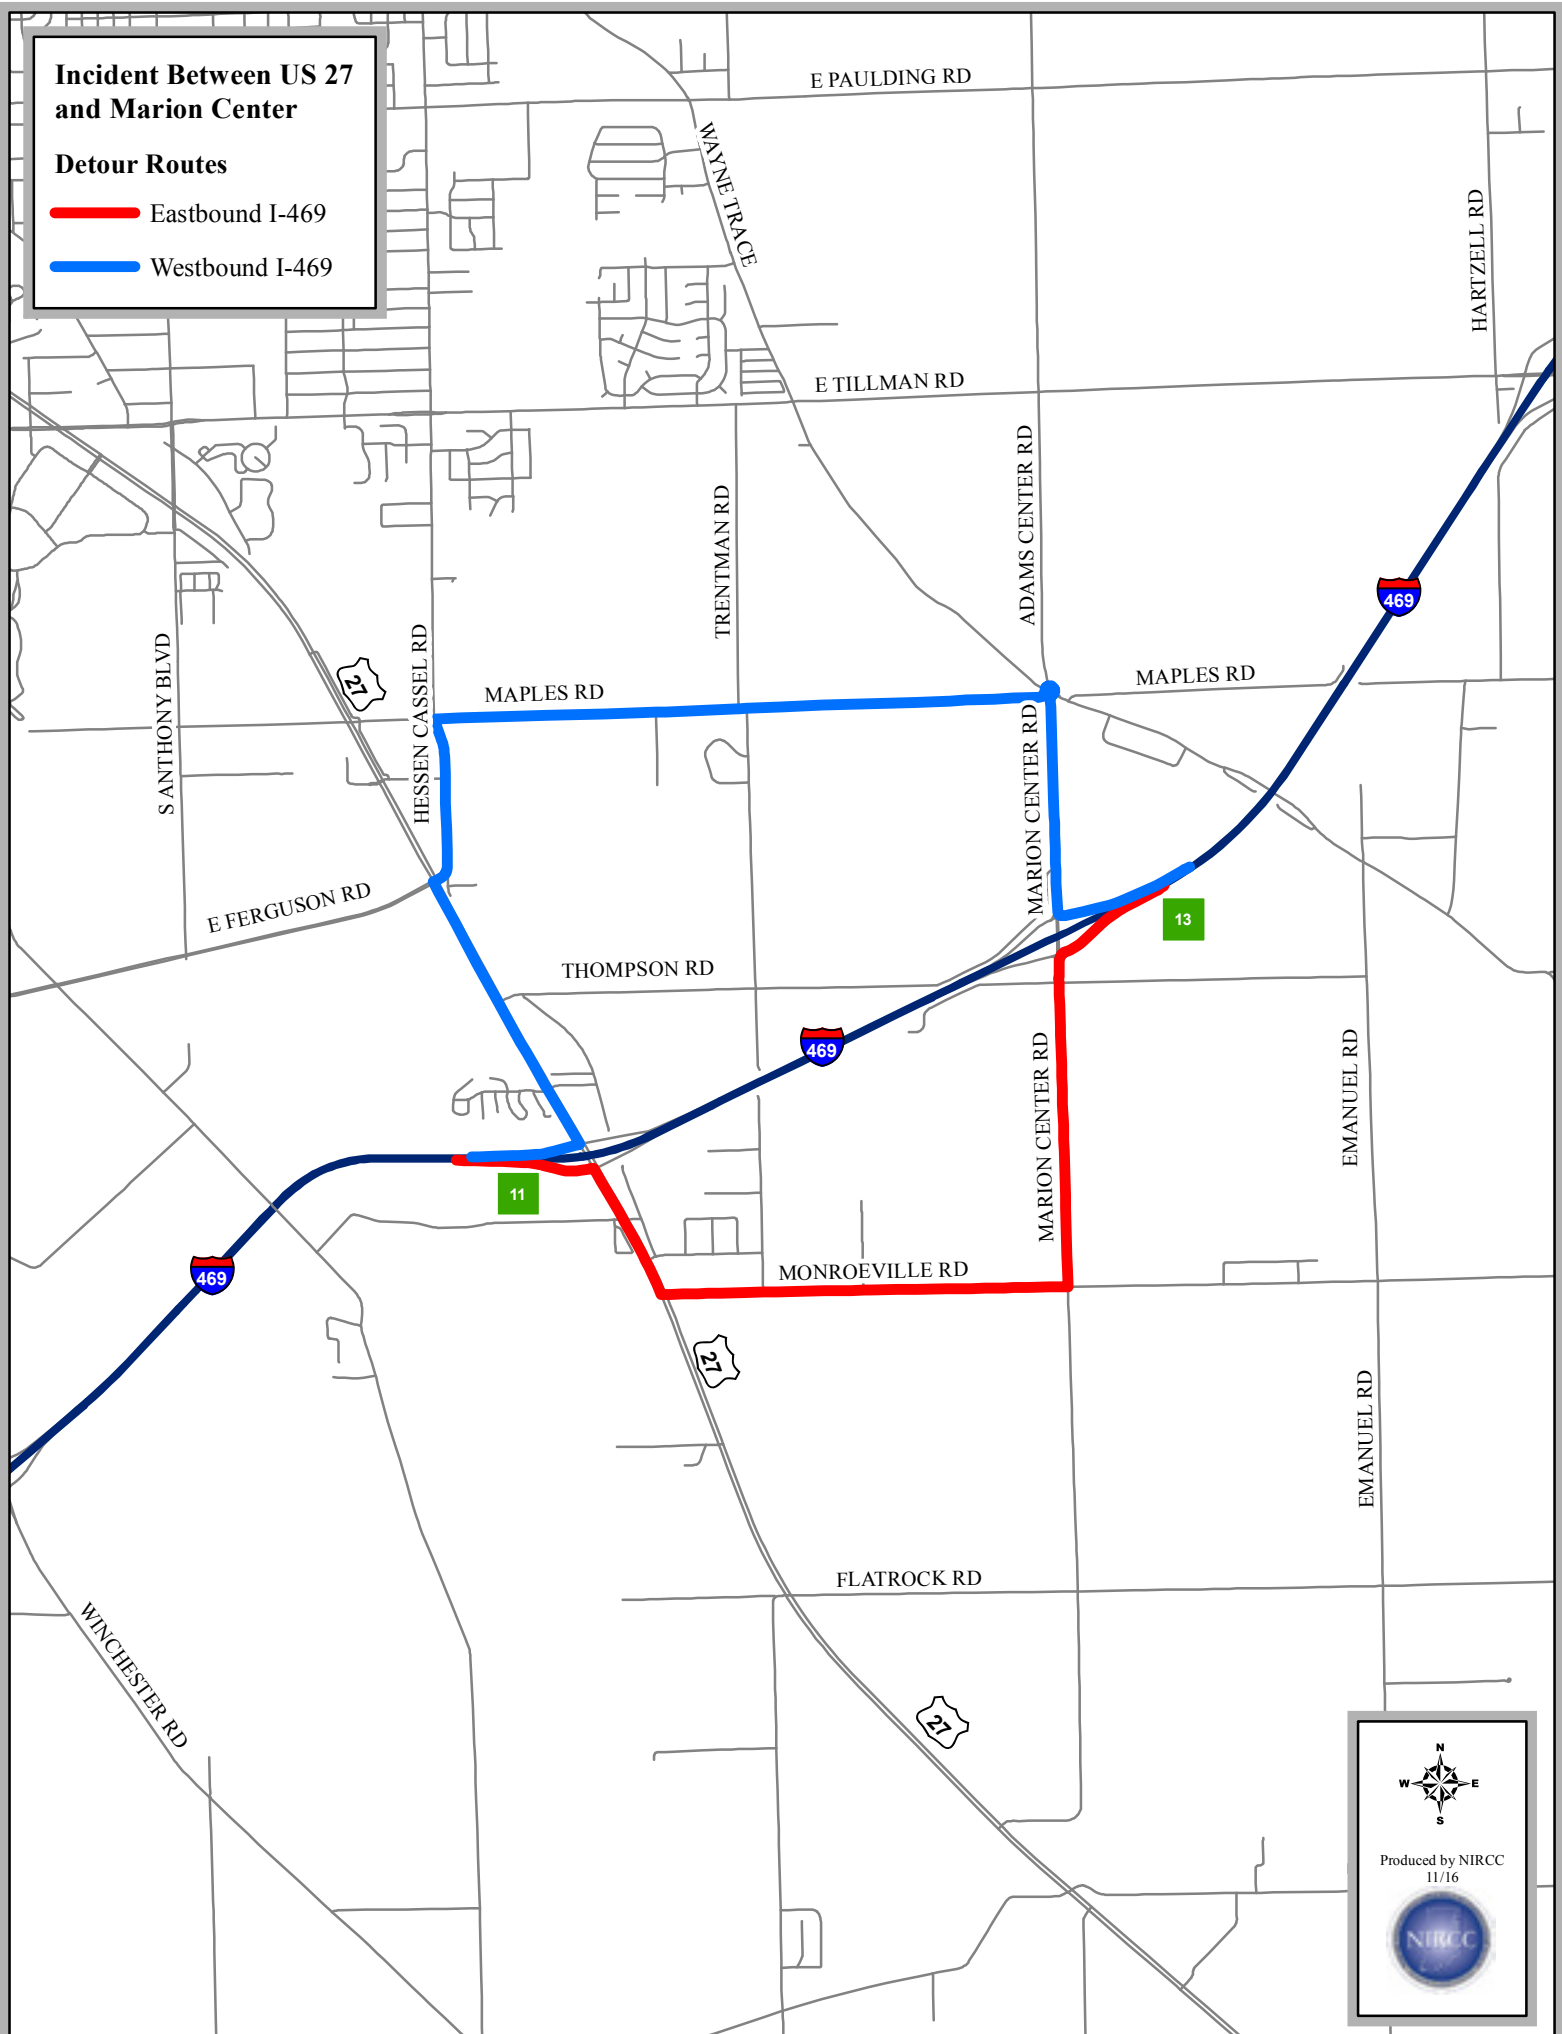 Incident Between US 27
and Marion Center
Detour Routes
Eastbound I-469
Westbound I-469
E PAULDING RD
WAYNE TRACE
HARTZELL RD
E TILLMAN RD
ADAMS CENTER RD
TRENTMAN RD
469
S ANTHONY BLVD
HESSEN CASSEL RD
27
MAPLES RD
MAPLES RD
MARION CENTER RD
E FERGUSON RD
13
THOMPSON RD
469
MARION CENTER RD
EMANUEL RD
11
469
MONROEVILLE RD
27
EMANUEL RD
FLATROCK RD
WINCHESTER RD
27
N
W
E
S
Produced by NIRCC
11/16
NIRCC